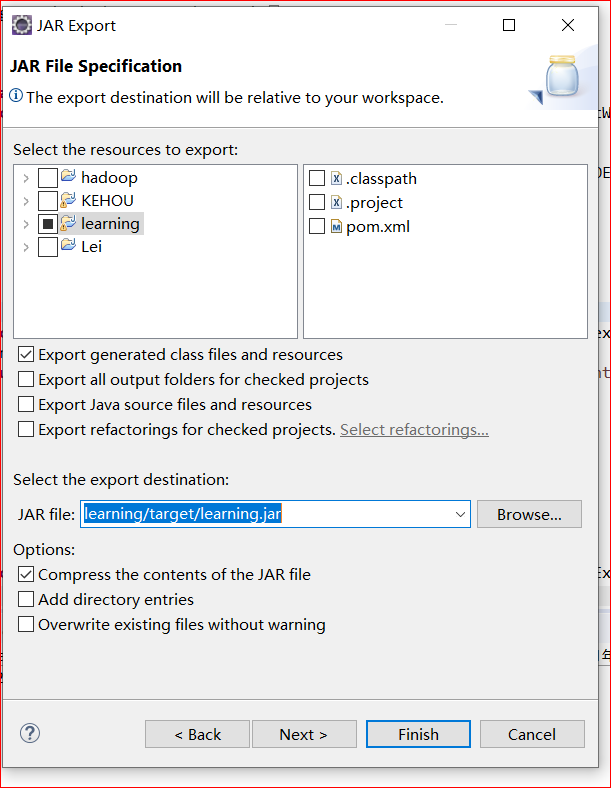 JAR Export
JAR File Specification
The export destination will be relative to your workspace.
Select the resources to export:
hadoop
KEHOU
learning
Lei
.classpath
.project
pom.xml
Export generated class files and resources
Export all output folders for checked projects
Export Java source files and resources
Export refactorings for checked projects. Select refactorings...
Select the export destination:
JAR file: learning/target/learning.jar Browse...
Options:
Compress the contents of the JAR file
Add directory entries
Overwrite existing files without warning
? < Back Next > Finish Cancel